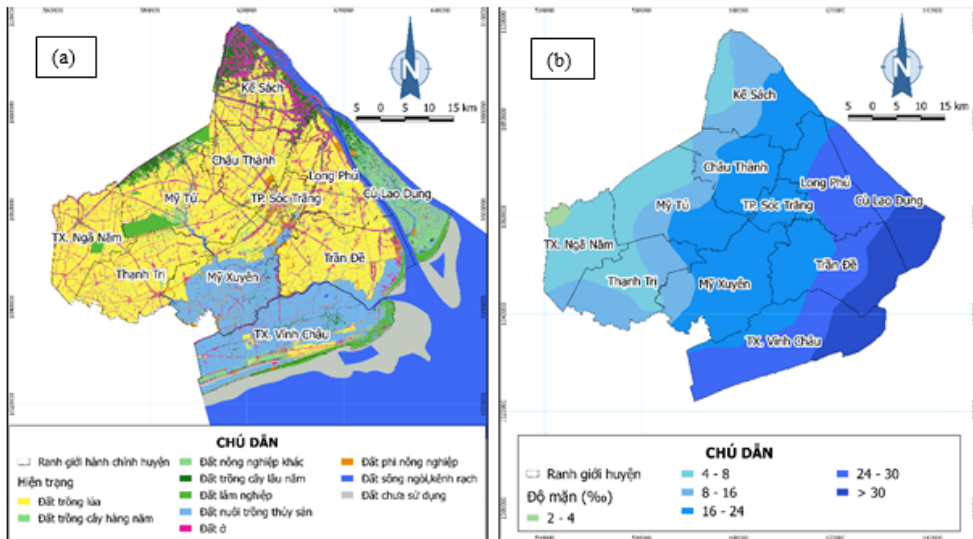 (a)
N
5 0 5 10 15 km
Kế Sách
Châu Thành
Long Phú
Mỹ Tú
TP. Sóc Trăng
Cù Lao Dung
TX. Ngã Năm
Trần Đề
Thạnh Trị
Mỹ Xuyên
TX. Vĩnh Châu
CHÚ DẪN
Ranh giới hành chính huyện
Hiện trạng
Đất trồng lúa
Đất trồng cây hàng năm
Đất nông nghiệp khác
Đất trồng cây lâu năm
Đất lâm nghiệp
Đất nuôi trồng thủy sản
Đất ở
Đất phi nông nghiệp
Đất sông ngòi,kênh rạch
Đất chưa sử dụng
(b)
N
5 0 5 10 15 km
Kế Sách
Châu Thành
Long Phú
Mỹ Tú
TP. Sóc Trăng
Cù Lao Dung
TX. Ngã Năm
Trần Đề
Thạnh Trị
Mỹ Xuyên
TX. Vĩnh Châu
CHÚ DẪN
Ranh giới huyện
Độ mặn (‰)
2 - 4
4 - 8
8 - 16
16 - 24
24 - 30
> 30